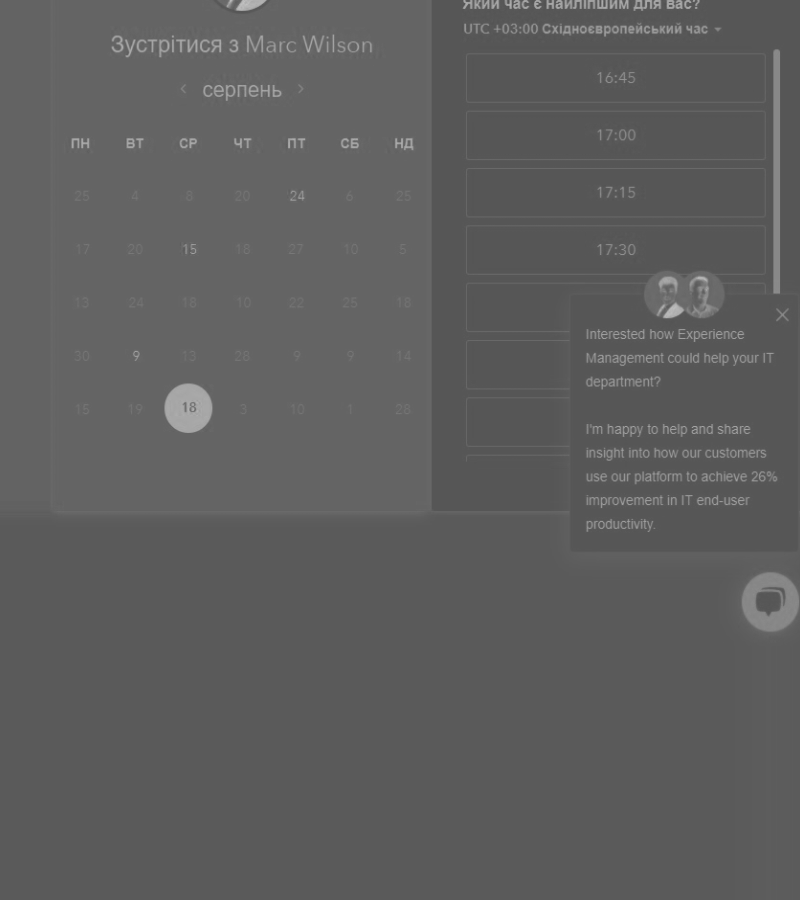 Зустрітися з Marc Wilson
серпень
ПН ВТ СР ЧТ ПТ СБ НД
25 4 8 20 24 6 25
17 20 15 18 27 10 5
13 24 18 10 22 25 18
30 9 13 28 9 9 14
15 19 18 3 10 1 28
Який час є найліпшим для вас?
UTC +03:00 Східноєвропейський час
16:45
17:00
17:15
17:30
Interested how Experience
Management could help your IT
department?
I'm happy to help and share
insight into how our customers
use our platform to achieve 26%
improvement in IT end-user
productivity.